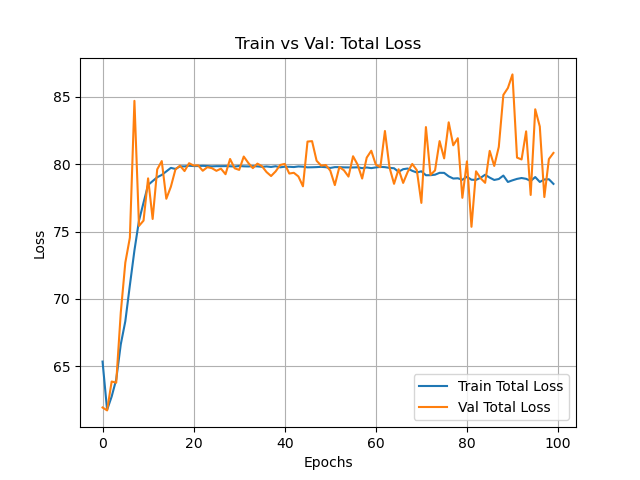 Train vs Val: Total Loss
Loss
85
80
75
70
65
0 20 40 60 80 100
Epochs
Train Total Loss
Val Total Loss